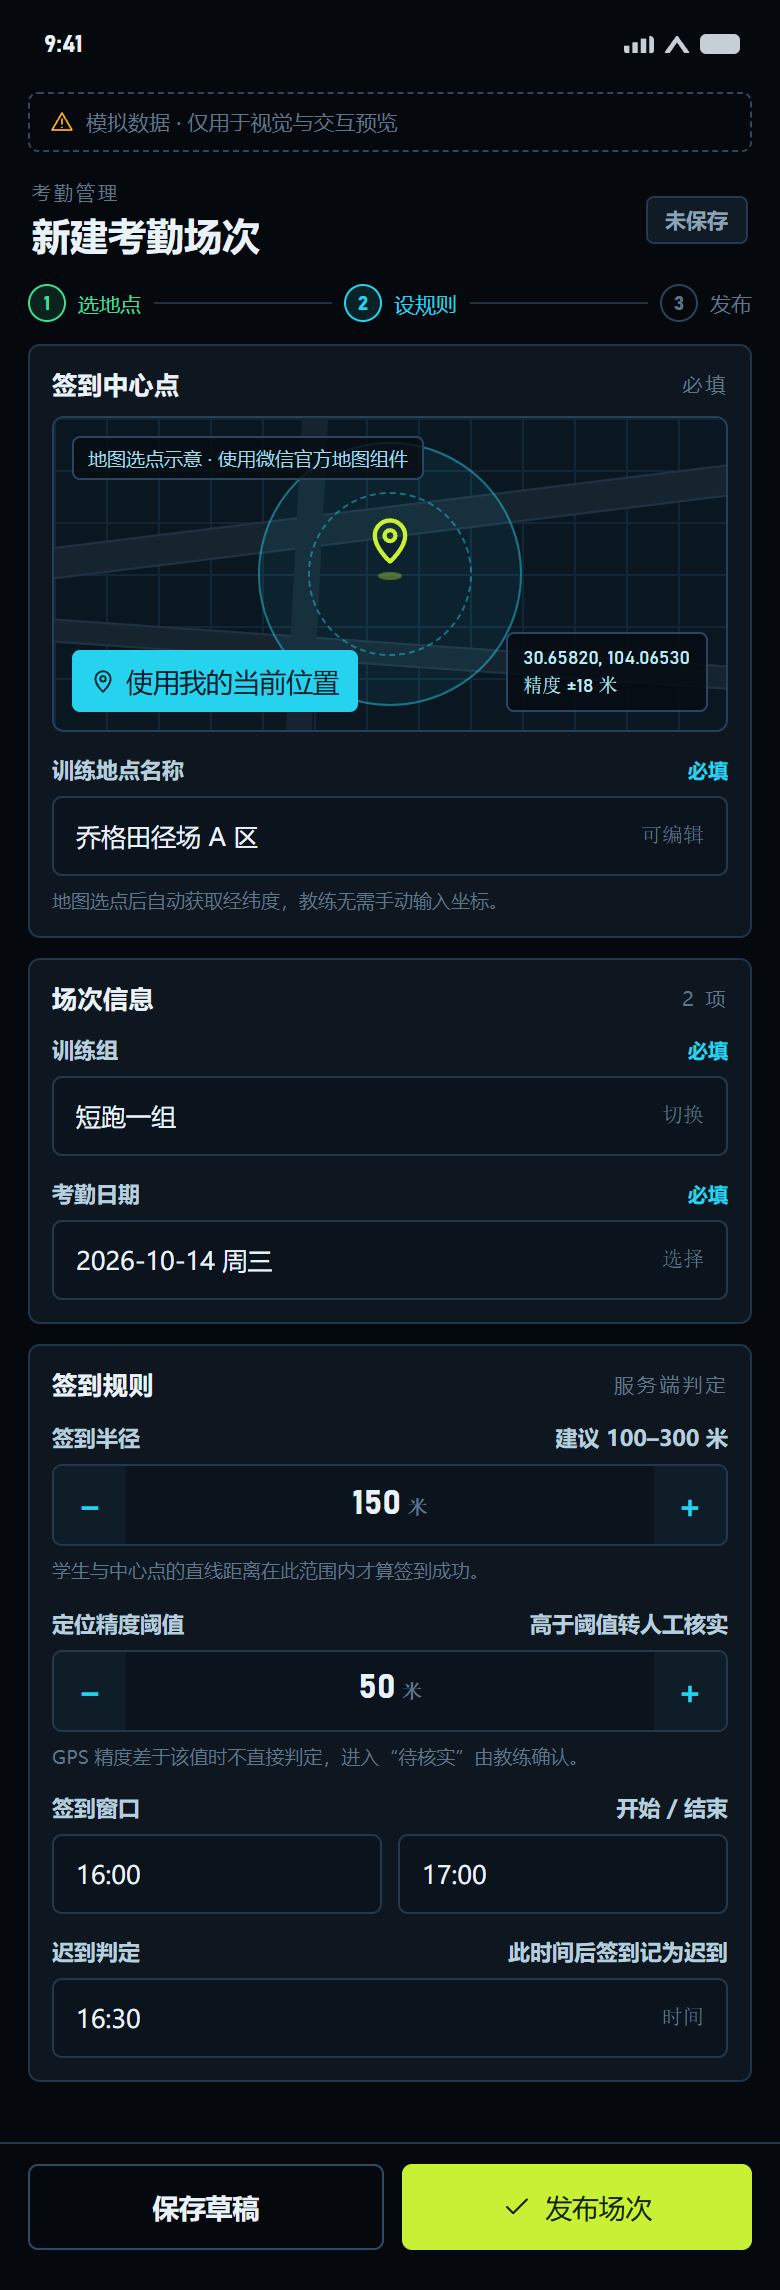 9:41
模拟数据 · 仅用于视觉与交互预览
考勤管理
新建考勤场次
未保存
1 选地点
2 设规则
3 发布
签到中心点
必填
地图选点示意 · 使用微信官方地图组件
使用我的当前位置
30.65820, 104.06530
精度 ±18 米
训练地点名称
必填
乔格田径场 A 区
可编辑
地图选点后自动获取经纬度，教练无需手动输入坐标。
场次信息
2 项
训练组
必填
短跑一组
切换
考勤日期
必填
2026-10-14 周三
选择
签到规则
服务端判定
签到半径
建议 100–300 米
− 150 米 +
学生与中心点的直线距离在此范围内才算签到成功。
定位精度阈值
高于阈值转人工核实
− 50 米 +
GPS 精度差于该值时不直接判定，进入“待核实”由教练确认。
签到窗口
开始 / 结束
16:00
17:00
迟到判定
此时间后签到记为迟到
16:30
时间
保存草稿
发布场次